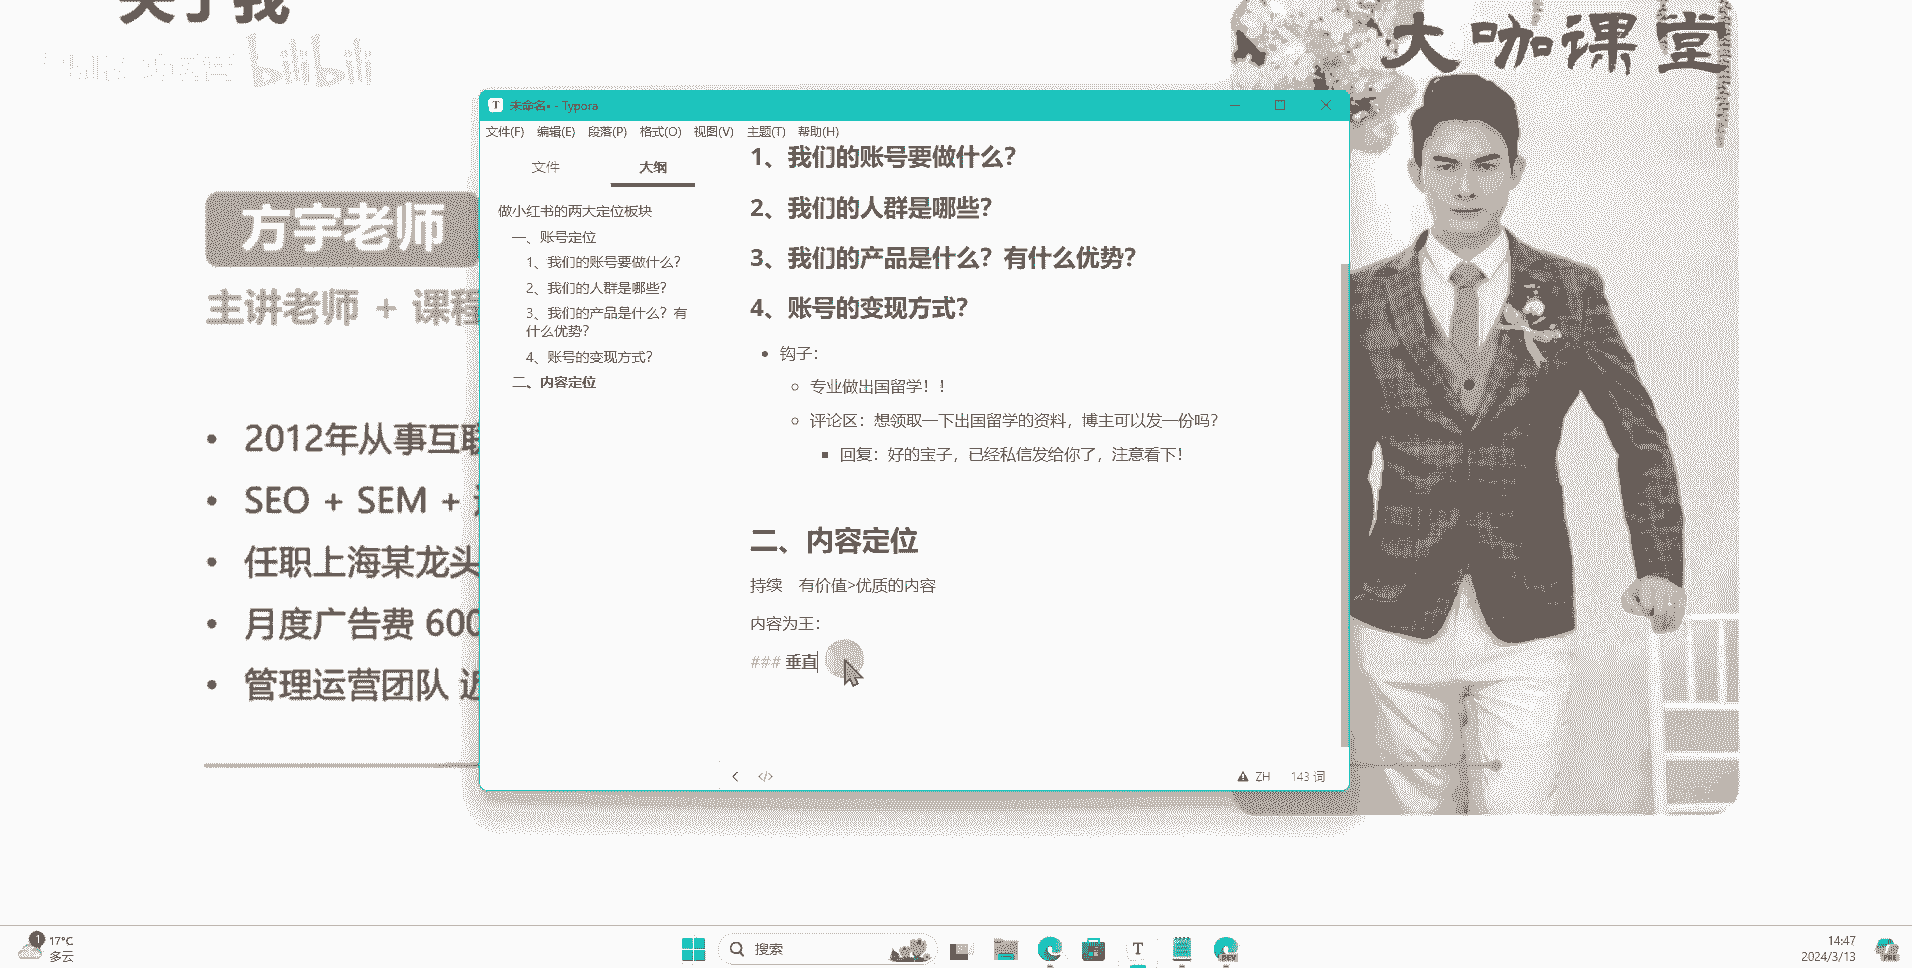 关于我
bilibili
大咖课堂
方宇老师
主讲老师 + 课程
2012年从事互联
SEO + SEM +
任职上海某龙头
月度广告费 600
管理运营团队 近
未命名• - Typora
文件(F) 编辑(E) 段落(P) 格式(O) 视图(V) 主题(T) 帮助(H)
文件 大纲
做小红书的两大定位板块
一、账号定位
1、我们的账号要做什么?
2、我们的人群是哪些?
3、我们的产品是什么? 有
什么优势?
4、账号的变现方式?
二、内容定位
1、我们的账号要做什么?
2、我们的人群是哪些?
3、我们的产品是什么? 有什么优势?
4、账号的变现方式?
钩子:
专业做出国留学! !
评论区: 想领取一下出国留学的资料, 博主可以发一份吗?
回复: 好的宝子, 已经私信发给你了, 注意看下!
二、内容定位
持续 有价值>优质的内容
内容为王:
### 垂直
</> ZH 143 词
1 17°C
多云
搜索
T
DEV
14:47
2024/3/13
PRE